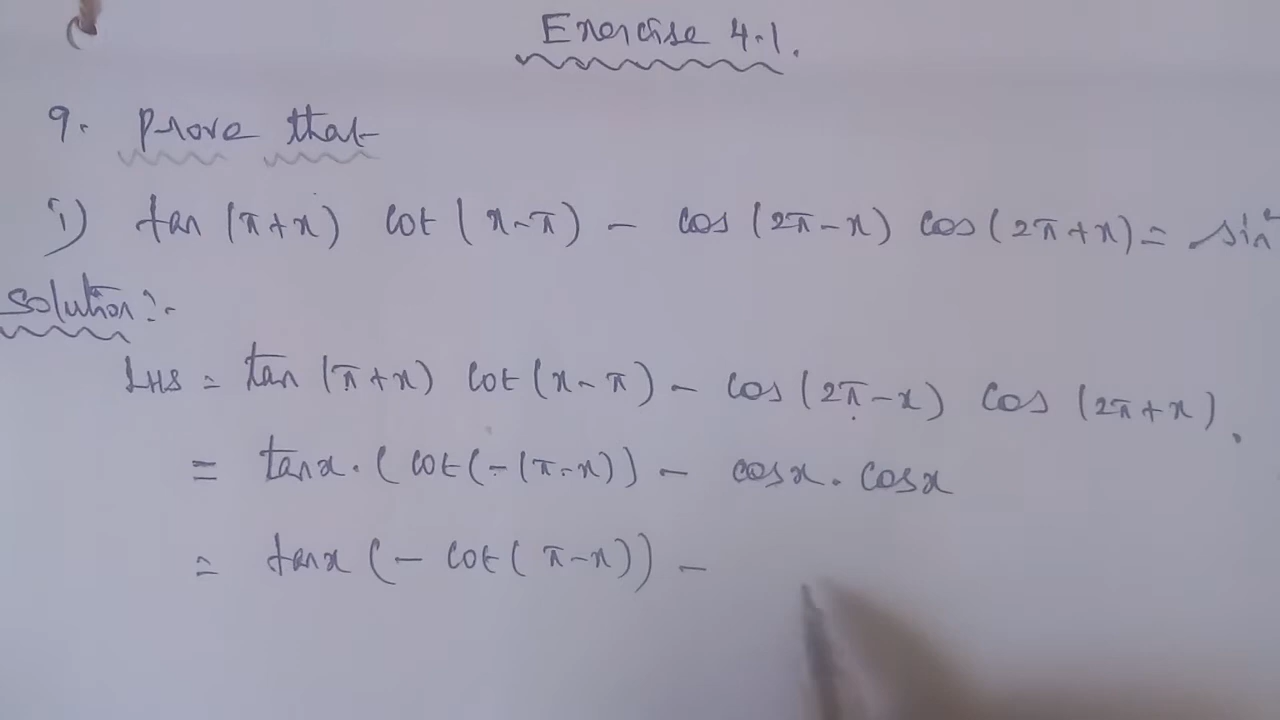 Exercise 4.1.
9. Prove that
i) tan (π+x) cot (x-π) - cos (2π-x) cos (2π+x) = sin²
Solution:-
LHS = tan (π+x) cot (x-π) - cos (2π-x) cos (2π+x).
= tanx. (cot(-(π-x)) - cosx. cosx
= tanx (- cot (π-x)) -